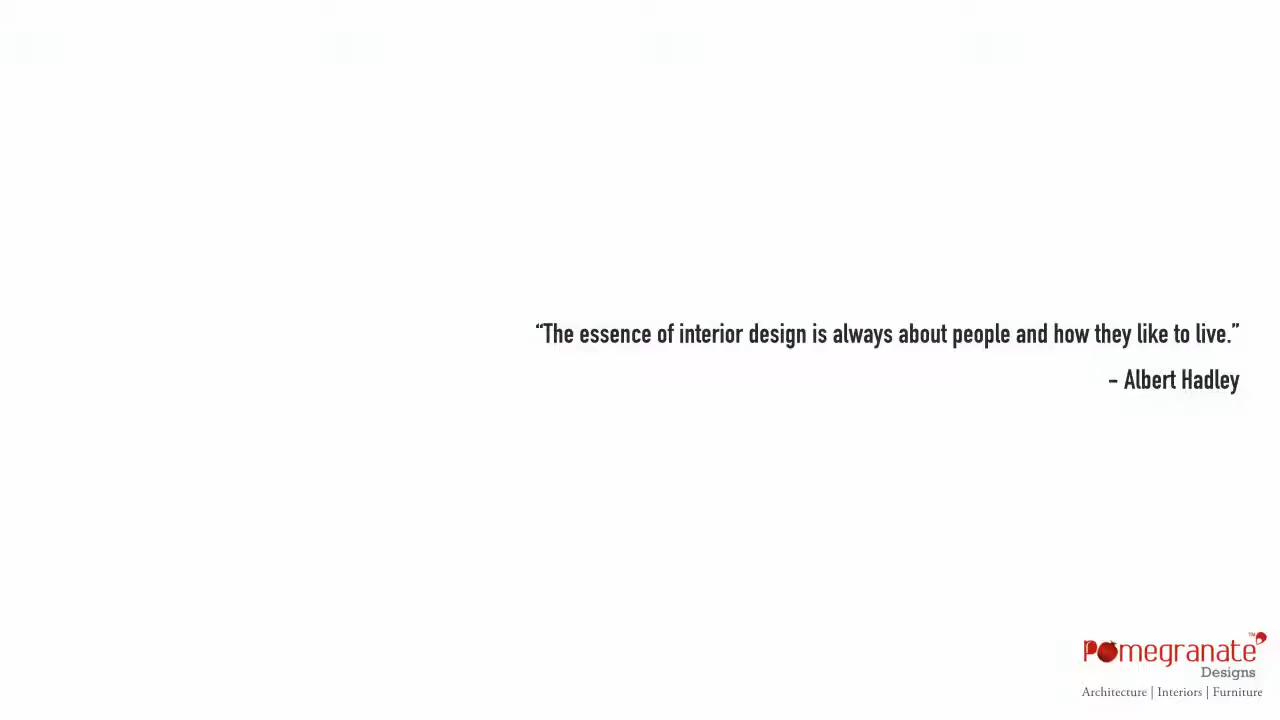 “The essence of interior design is always about people and how they like to live.”
– Albert Hadley
Pomegranate™
Designs
Architecture | Interiors | Furniture